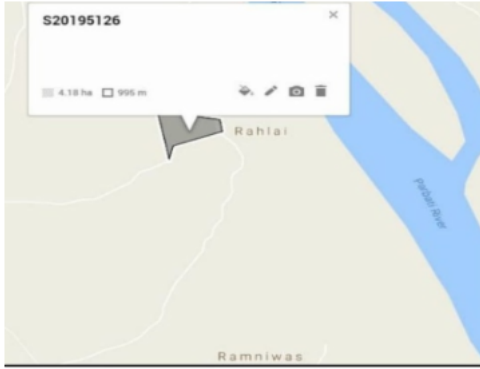 S20195126
4.18 ha 995 m
Rahlai
Parbati River
Ramniwas